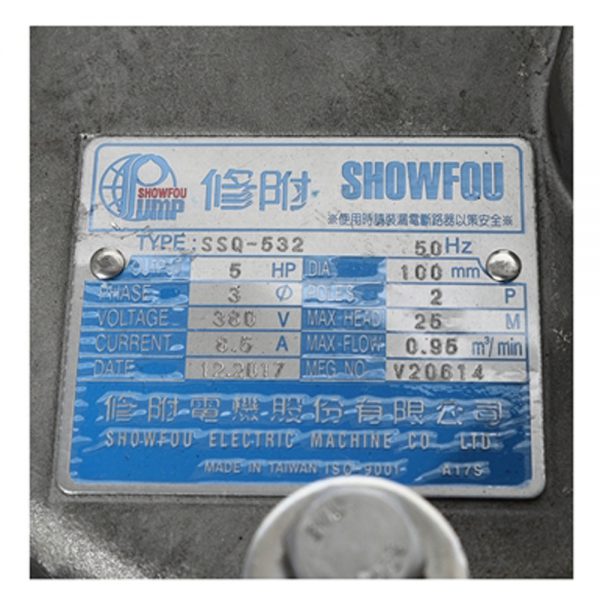 SHOWFOU
PUMP
修附 SHOWFOU
※使用時請裝漏電斷路器以策安全※
TYPE: SSQ-532 50Hz
OUTPUT 5 HP DIA. 100 mm
PHASE 3 Ø POLES 2 P
VOLTAGE 380 V MAX-HEAD 25 M
CURRENT 8.5 A MAX-FLOW 0.95 m³/min
DATE 12.2017 MFG NO V20614
修附電機股份有限公司
SHOWFOU ELECTRIC MACHINE CO LTD.
MADE IN TAIWAN ISO-9001 A17S